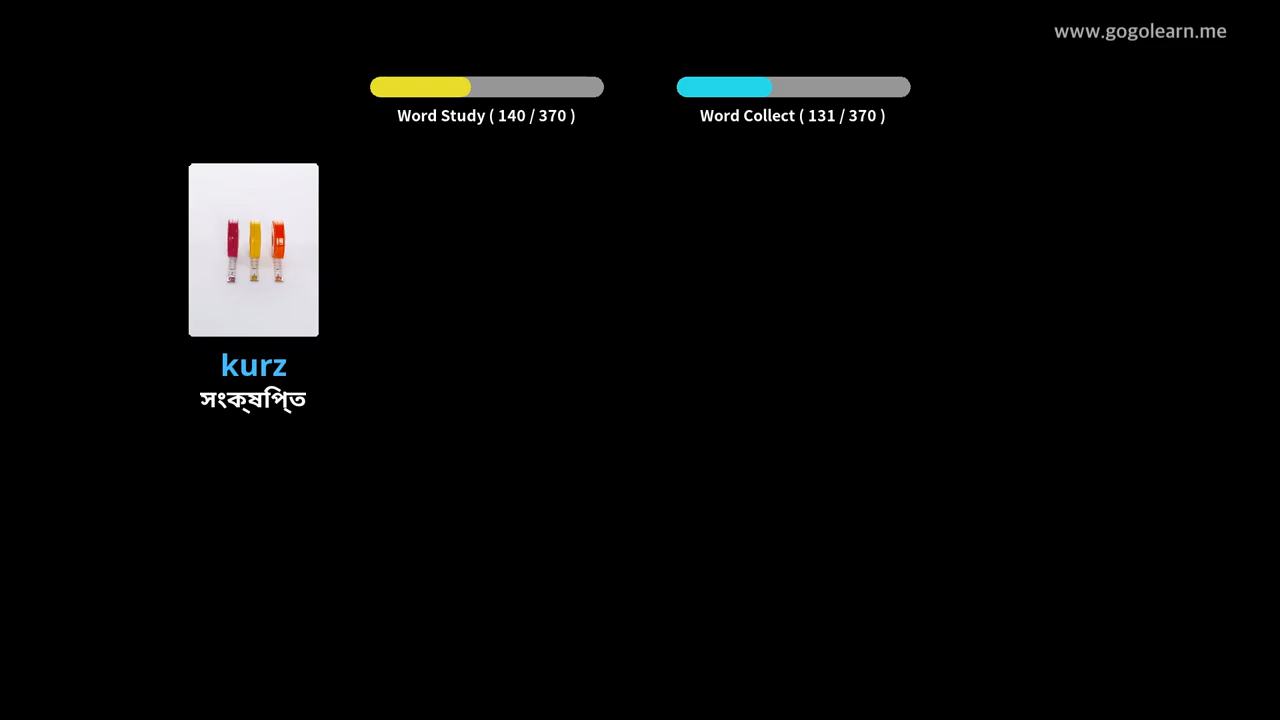 www.gogolearn.me
Word Study ( 140 / 370 )
Word Collect ( 131 / 370 )
kurz
সংক্ষিপ্ত